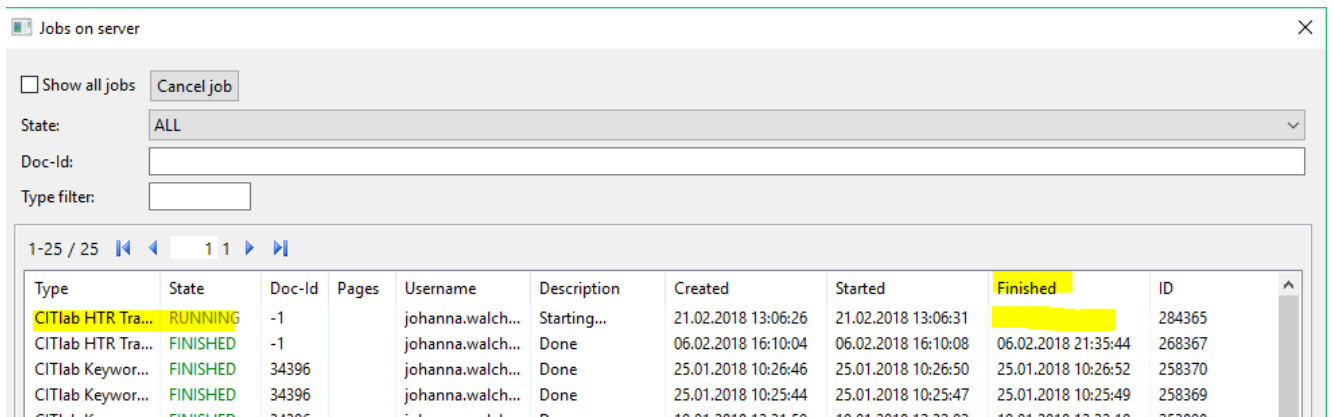 Jobs on server
Show all jobs Cancel job
State: ALL
Doc-Id:
Type filter:
1-25 / 25 1 1
Type State Doc-Id Pages Username Description Created Started Finished ID
CITlab HTR Tra... RUNNING -1 johanna.walch... Starting... 21.02.2018 13:06:26 21.02.2018 13:06:31 284365
CITlab HTR Tra... FINISHED -1 johanna.walch... Done 06.02.2018 16:10:04 06.02.2018 16:10:08 06.02.2018 21:35:44 268367
CITlab Keywor... FINISHED 34396 johanna.walch... Done 25.01.2018 10:26:46 25.01.2018 10:26:50 25.01.2018 10:26:52 258370
CITlab Keywor... FINISHED 34396 johanna.walch... Done 25.01.2018 10:25:44 25.01.2018 10:25:47 25.01.2018 10:25:49 258369